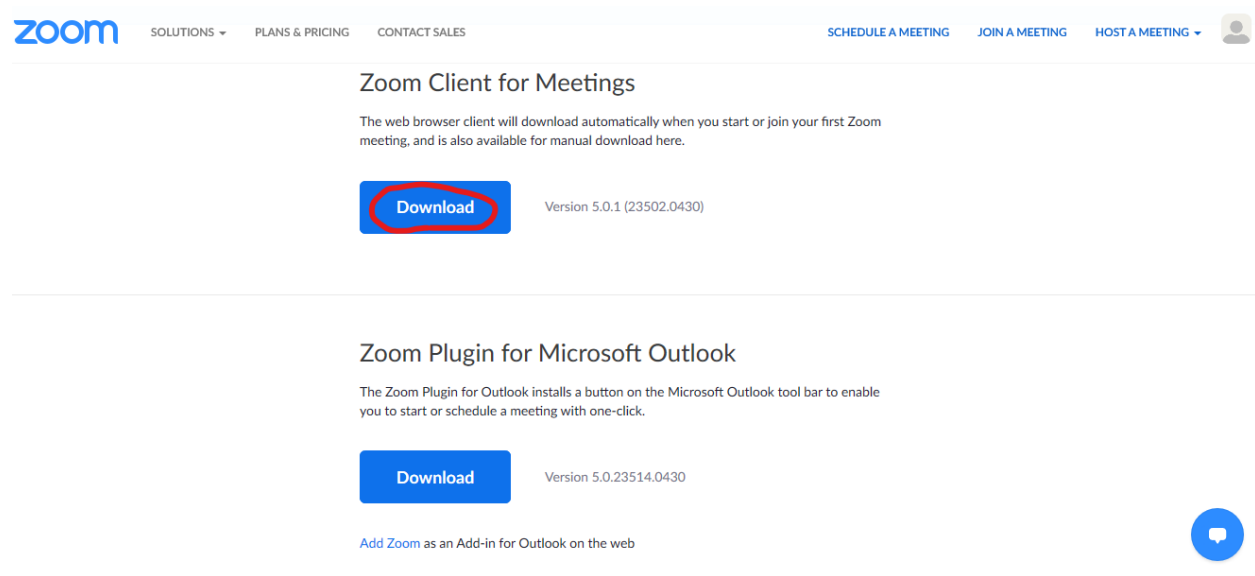 zoom SOLUTIONS PLANS & PRICING CONTACT SALES SCHEDULE A MEETING JOIN A MEETING HOST A MEETING
Zoom Client for Meetings
The web browser client will download automatically when you start or join your first Zoom
meeting, and is also available for manual download here.
Download Version 5.0.1 (23502.0430)
Zoom Plugin for Microsoft Outlook
The Zoom Plugin for Outlook installs a button on the Microsoft Outlook tool bar to enable
you to start or schedule a meeting with one-click.
Download Version 5.0.23514.0430
Add Zoom as an Add-in for Outlook on the web